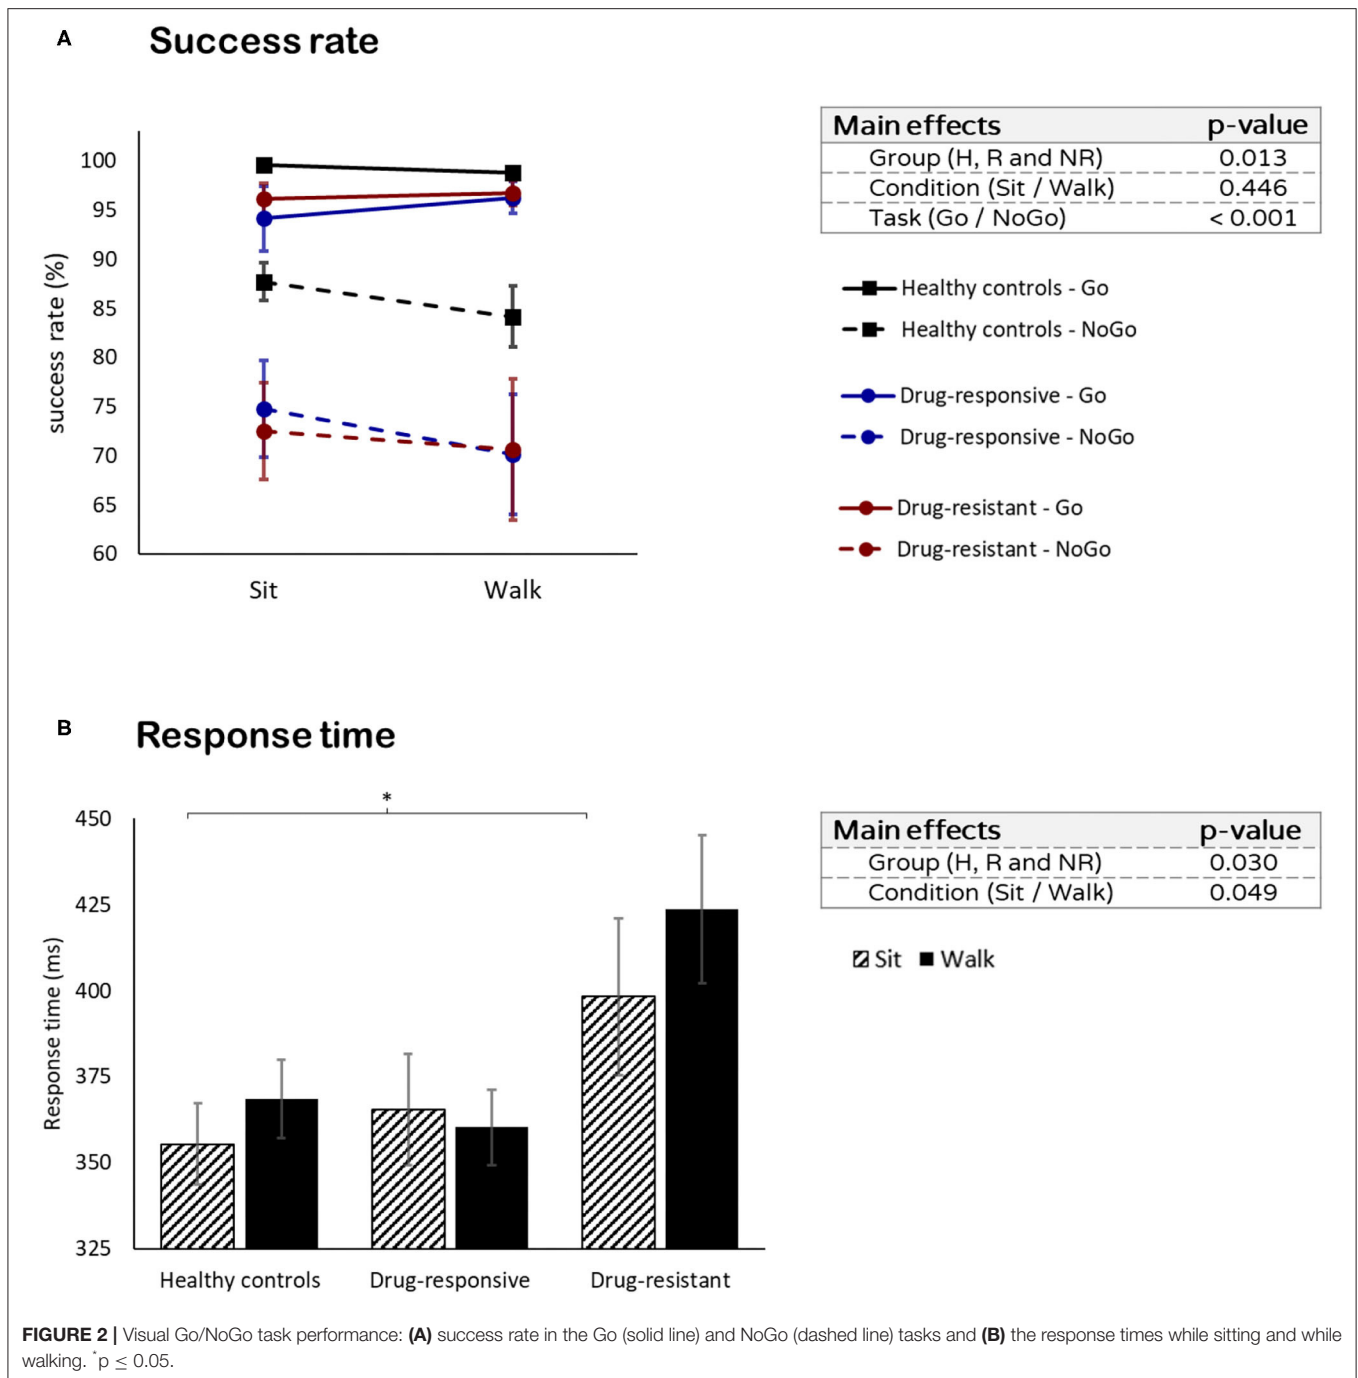 A Success rate
Main effects p-value
Group (H, R and NR) 0.013
Condition (Sit / Walk) 0.446
Task (Go / NoGo) < 0.001
success rate (%)
100
95
90
85
80
75
70
65
60
Sit Walk
Healthy controls - Go
Healthy controls - NoGo
Drug-responsive - Go
Drug-responsive - NoGo
Drug-resistant - Go
Drug-resistant - NoGo
B Response time
*
Response time (ms)
450
425
400
375
350
325
Healthy controls Drug-responsive Drug-resistant
Main effects p-value
Group (H, R and NR) 0.030
Condition (Sit / Walk) 0.049
Sit Walk
FIGURE 2 | Visual Go/NoGo task performance: (A) success rate in the Go (solid line) and NoGo (dashed line) tasks and (B) the response times while sitting and while
walking. *p ≤ 0.05.